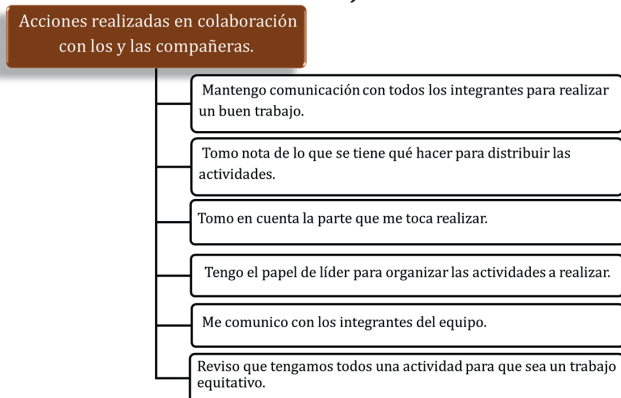 Acciones realizadas en colaboración
con los y las compañeras.
Mantengo comunicación con todos los integrantes para realizar
un buen trabajo.
Tomo nota de lo que se tiene qué hacer para distribuir las
actividades.
Tomo en cuenta la parte que me toca realizar.
Tengo el papel de líder para organizar las actividades a realizar.
Me comunico con los integrantes del equipo.
Reviso que tengamos todos una actividad para que sea un trabajo
equitativo.